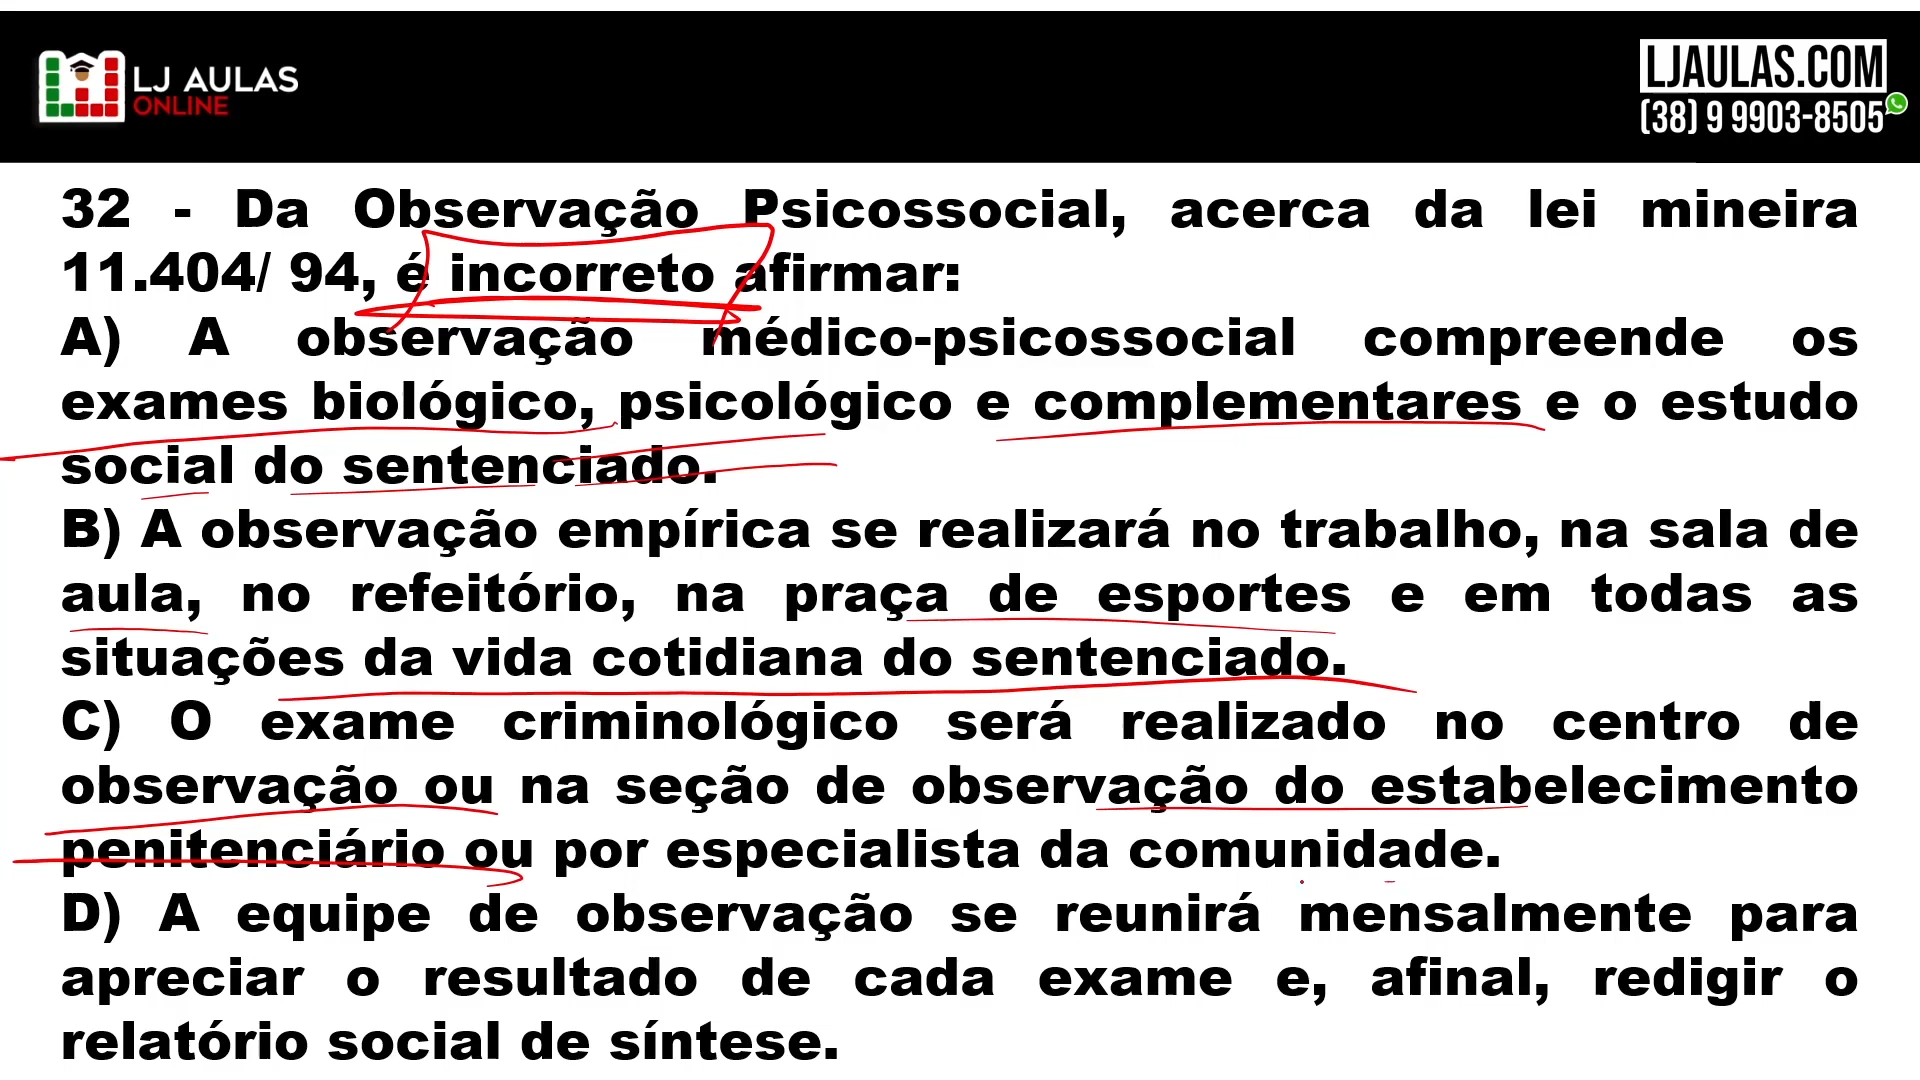 LJ AULAS
ONLINE
LJAULAS.COM
(38) 9 9903-8505
32 - Da Observação Psicossocial, acerca da lei mineira
11.404/ 94, é incorreto afirmar:
A) A observação médico-psicossocial compreende os
exames biológico, psicológico e complementares e o estudo
social do sentenciado.
B) A observação empírica se realizará no trabalho, na sala de
aula, no refeitório, na praça de esportes e em todas as
situações da vida cotidiana do sentenciado.
C) O exame criminológico será realizado no centro de
observação ou na seção de observação do estabelecimento
penitenciário ou por especialista da comunidade.
D) A equipe de observação se reunirá mensalmente para
apreciar o resultado de cada exame e, afinal, redigir o
relatório social de síntese.